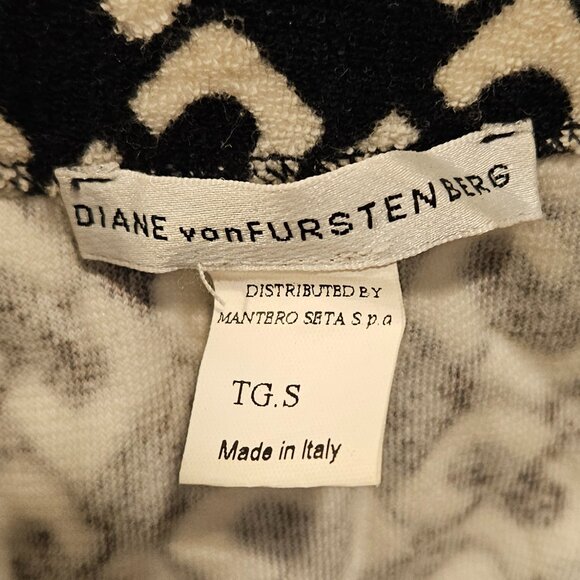 DIANE vonFURSTENBERG
DISTRIBUTED BY
MANTERO SETA S.p.a
TG.S
Made in Italy